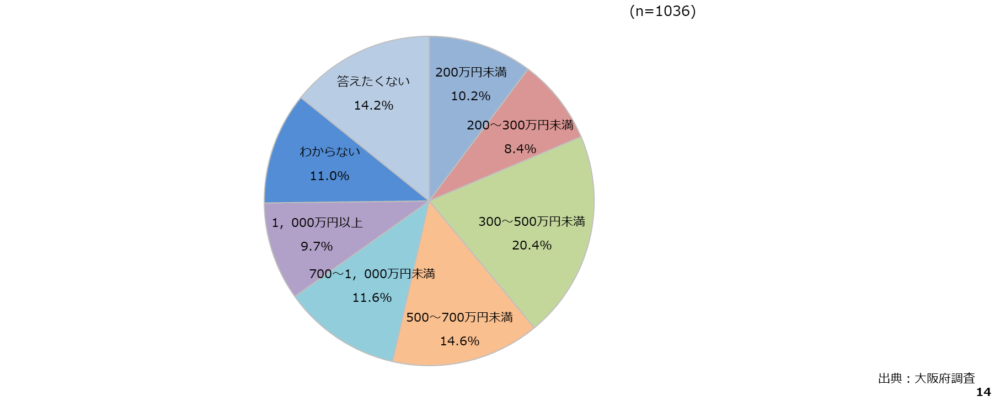 (n=1036)
200万円未満
10.2%
200～300万円未満
8.4%
300～500万円未満
20.4%
500～700万円未満
14.6%
700～1，000万円未満
11.6%
1，000万円以上
9.7%
わからない
11.0%
答えたくない
14.2%
出典：大阪府調査
14